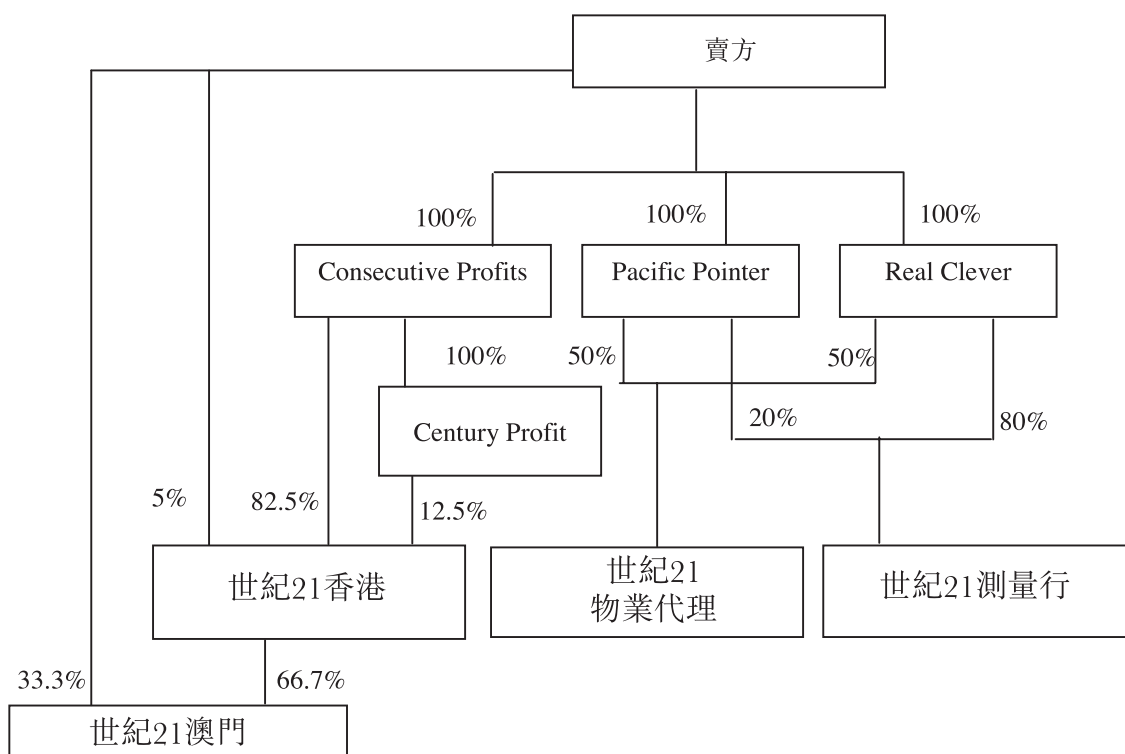 賣方
100%
100%
100%
Consecutive Profits
Pacific Pointer
Real Clever
100%
50%
50%
Century Profit
20%
80%
5%
82.5%
12.5%
世紀21香港
世紀21
物業代理
世紀21測量行
33.3%
66.7%
世紀21澳門